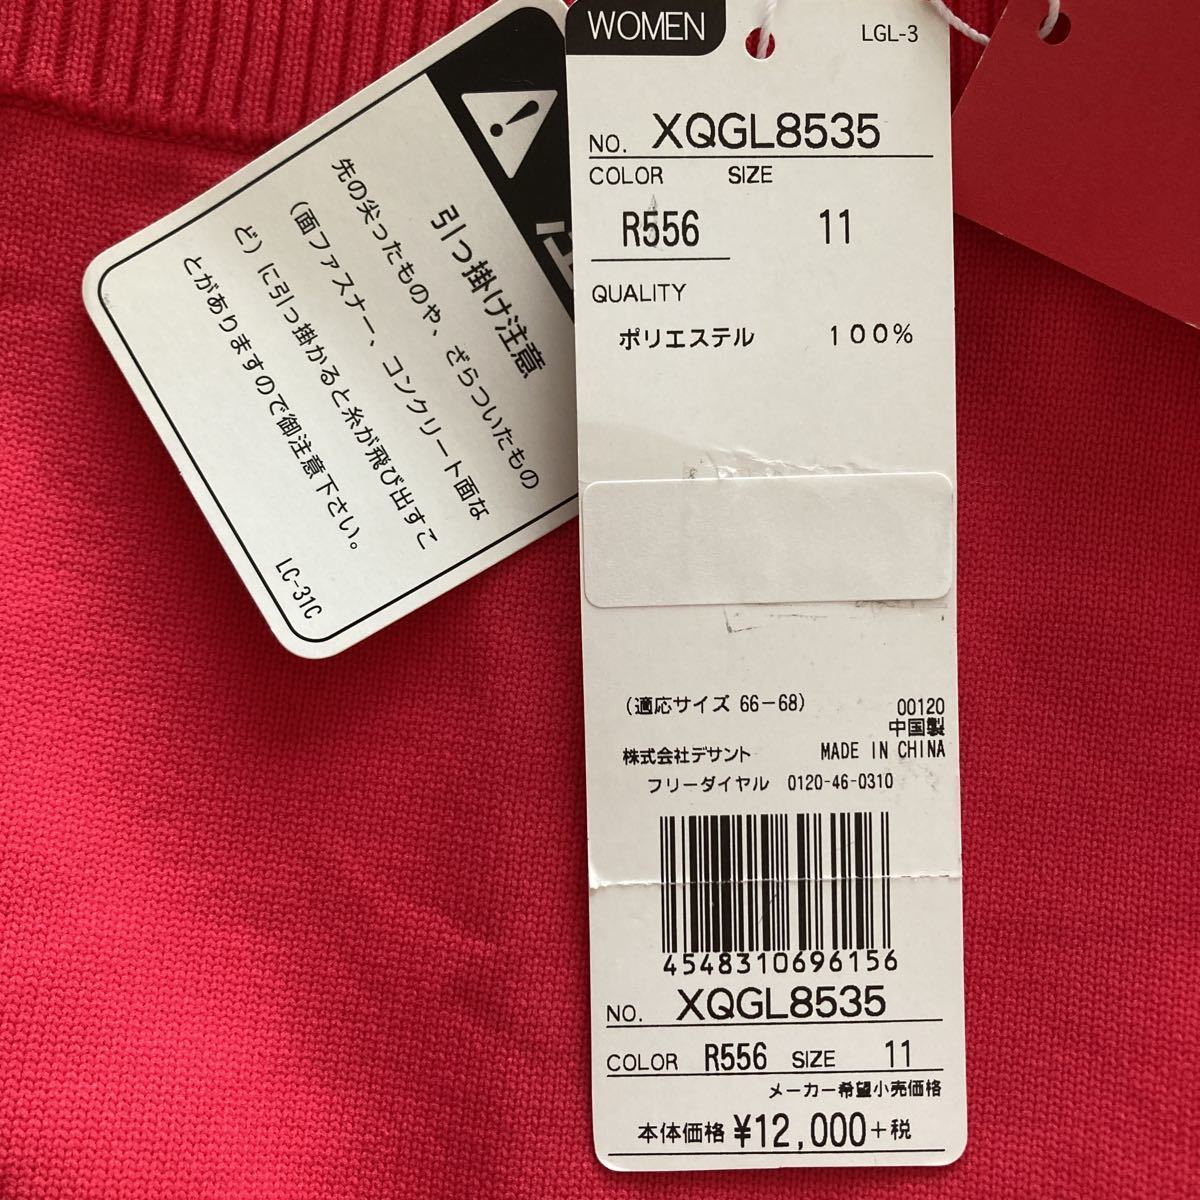 WOMEN
LGL-3
NO. XQGL8535
COLOR SIZE
R556 11
QUALITY
ポリエステル 100%
(適応サイズ 66-68)
00120
中国製
株式会社デサント MADE IN CHINA
フリーダイヤル 0120-46-0310
4548310696156
NO. XQGL8535
COLOR R556 SIZE 11
メーカー希望小売価格
本体価格 ¥12,000+税
引っ掛け注意
先の尖ったものや、ざらついたもの
(面ファスナー、コンクリート面な
ど)に引っ掛かると糸が飛び出すこ
とがありますので御注意下さい。
LC-31C